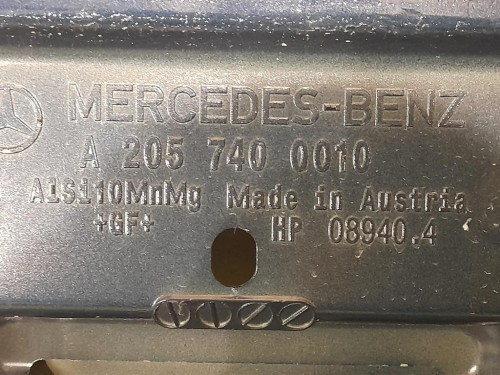 MERCEDES-BENZ
A 205 740 0010
AlSi10MnMg Made in Austria
+GF+ HP 08940.4